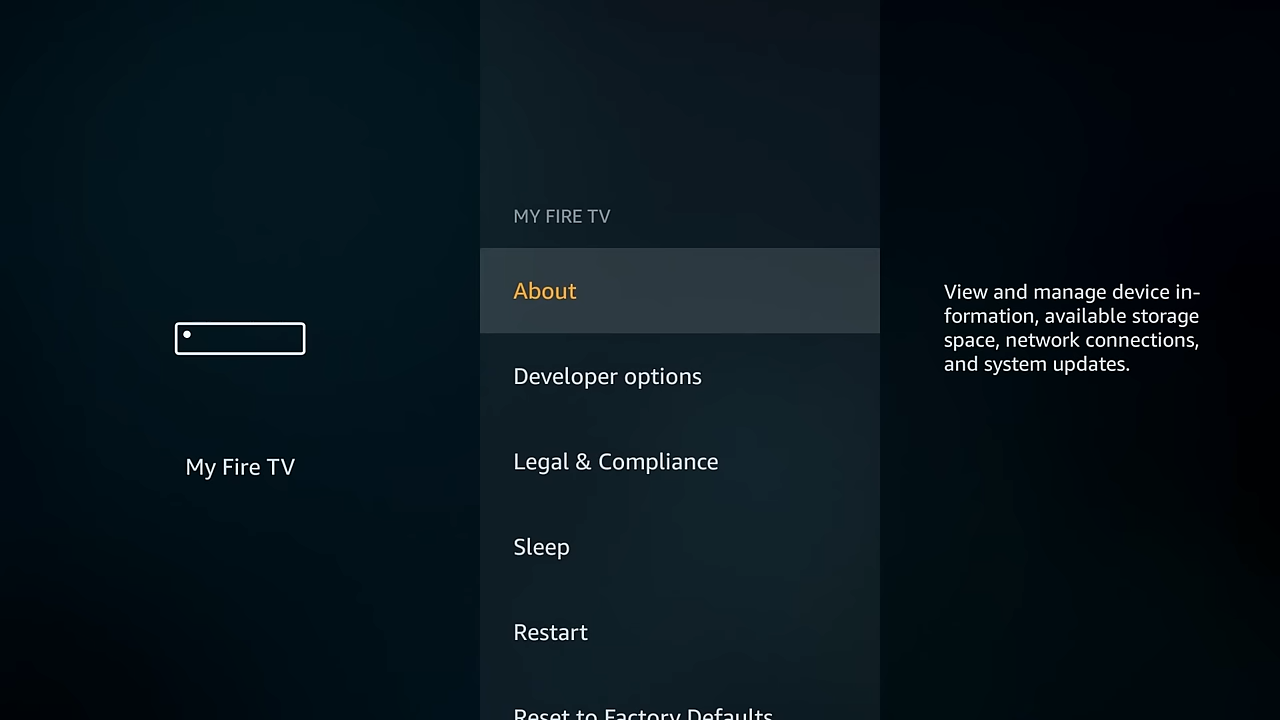 MY FIRE TV
About
Developer options
Legal & Compliance
Sleep
Restart
Reset to Factory Defaults
My Fire TV
View and manage device in-
formation, available storage
space, network connections,
and system updates.